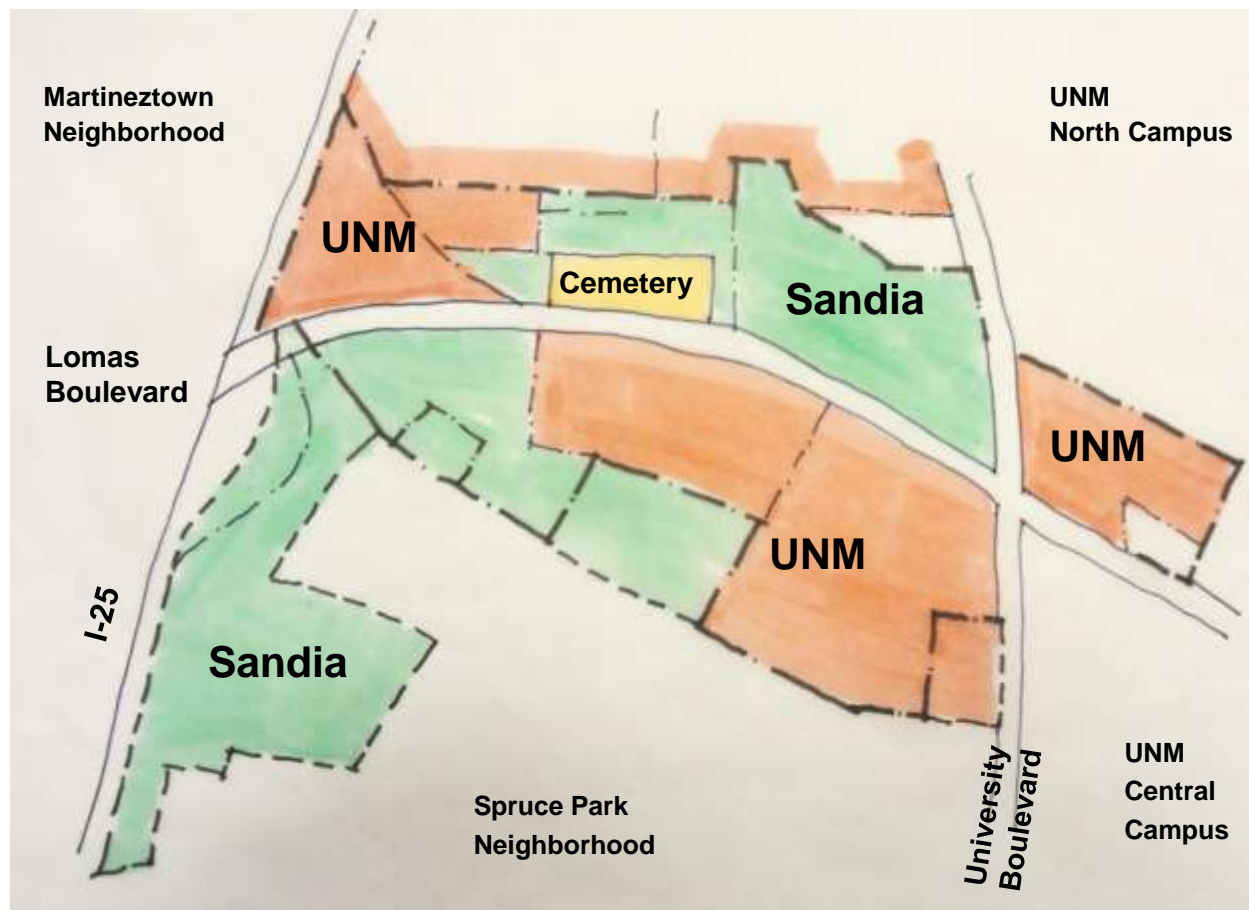 Martineztown
Neighborhood
UNM
North Campus
UNM
Cemetery
Sandia
Lomas
Boulevard
UNM
UNM
I-25
Sandia
Spruce Park
Neighborhood
University
Boulevard
UNM
Central
Campus